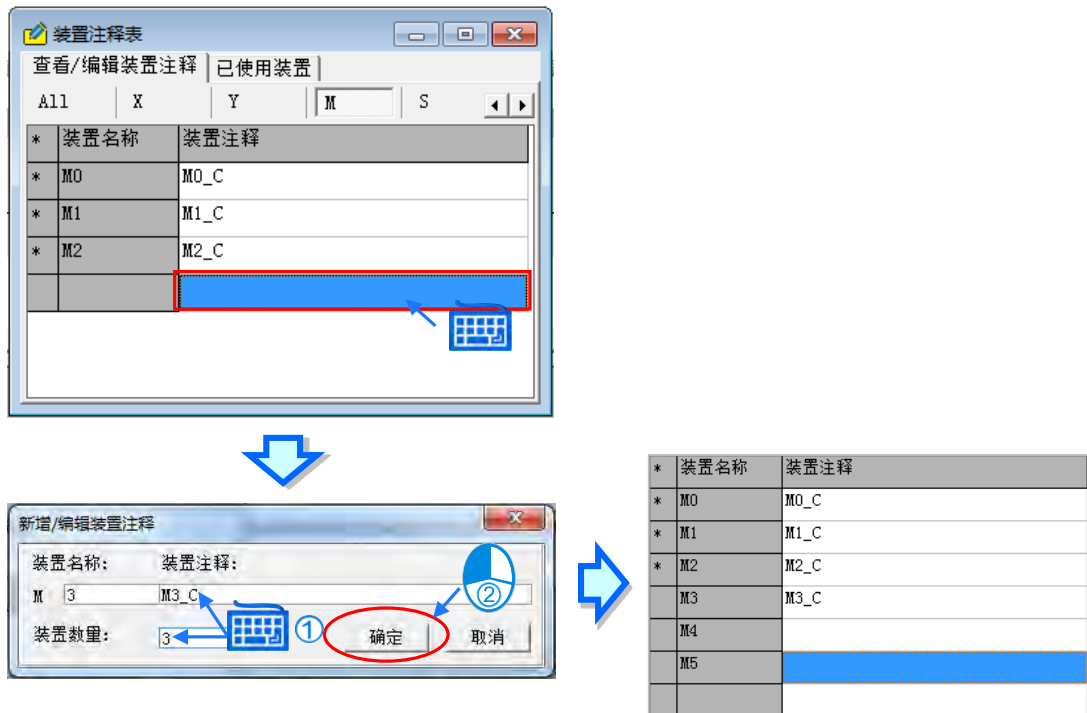 装置注释表
查看/编辑装置注释 已使用装置
All X Y M S
* 装置名称 装置注释
* M0 M0_C
* M1 M1_C
* M2 M2_C
新增/编辑装置注释
装置名称: 装置注释:
M 3 M3_C
②
装置数量: 3 ① 确定 取消
* 装置名称 装置注释
* M0 M0_C
* M1 M1_C
* M2 M2_C
M3 M3_C
M4
M5